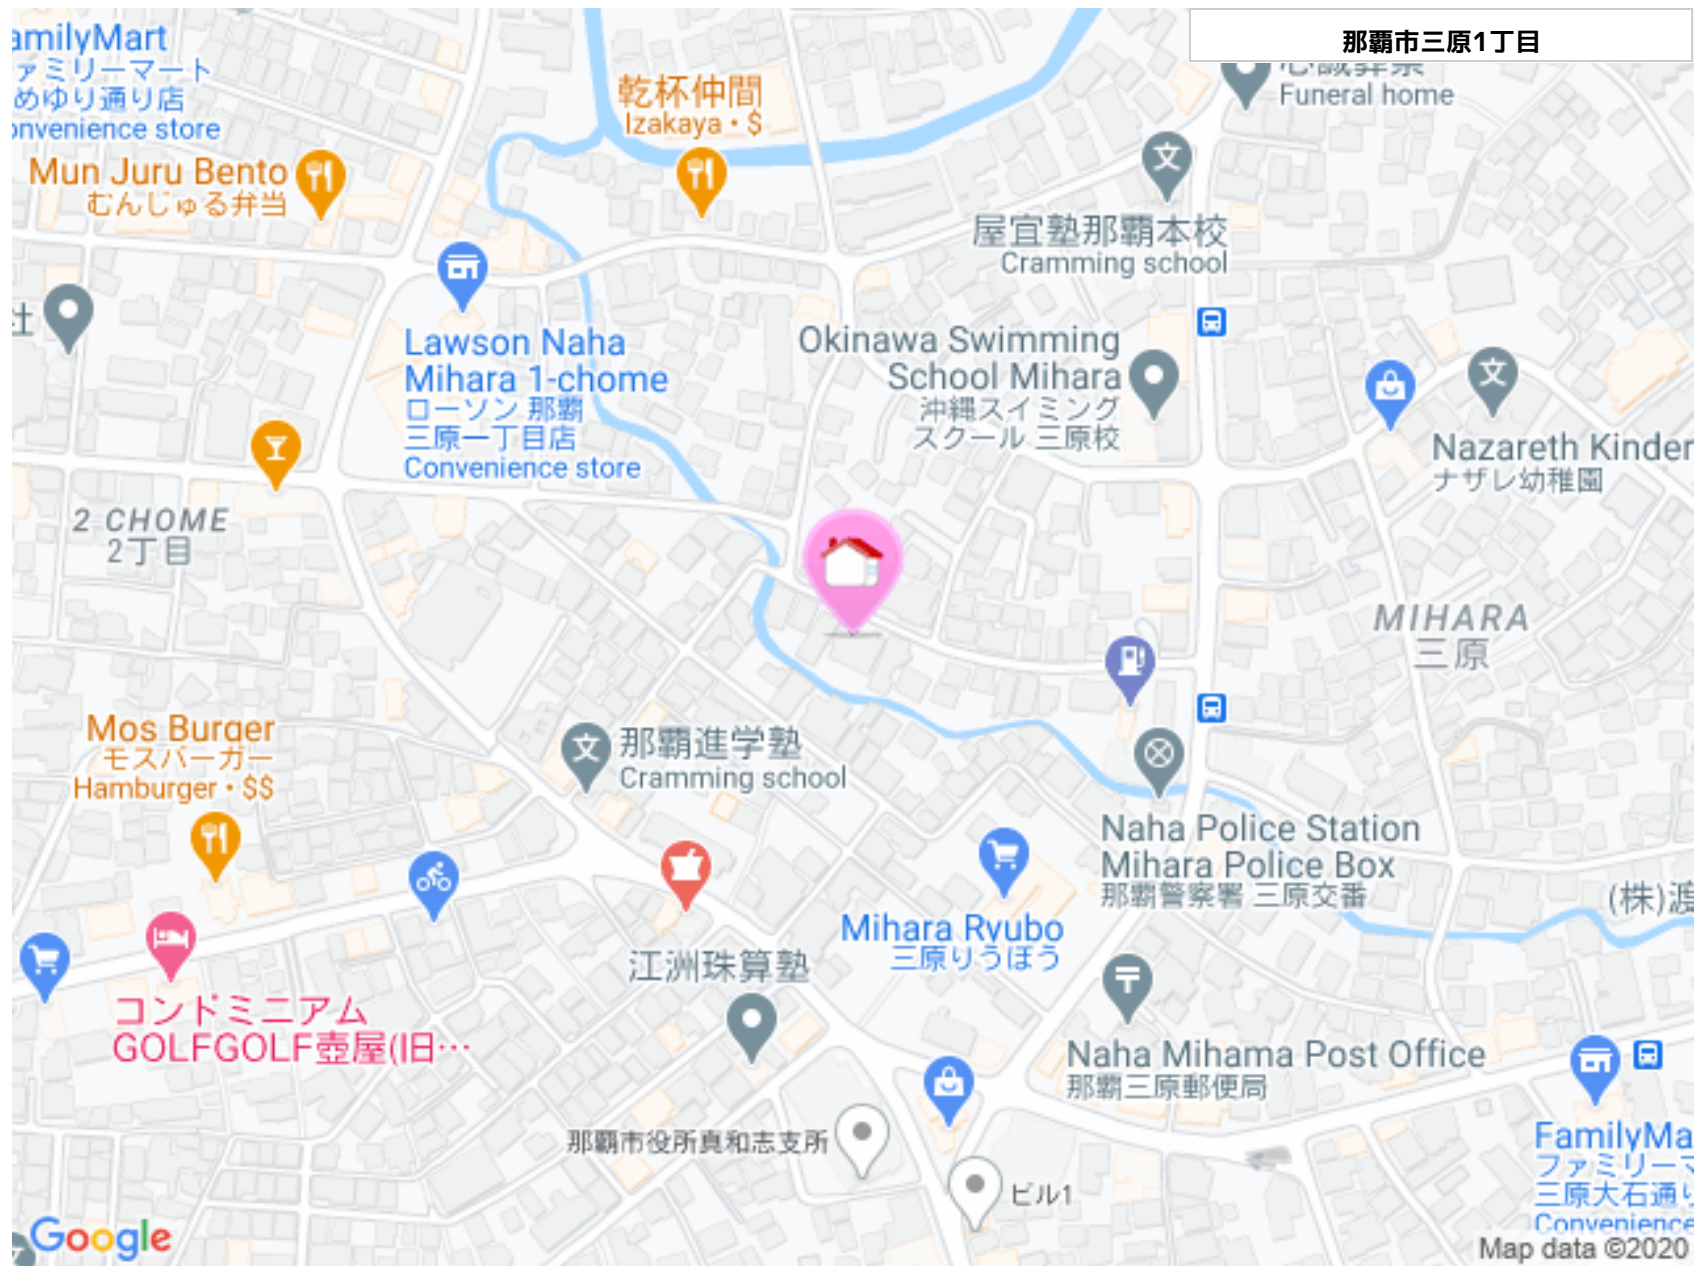 那覇市三原1丁目
amilyMart
ァミリーマート
めゆり通り店
onvenience store
乾杯仲間
Izakaya・$
Funeral home
Mun Juru Bento
むんじゅる弁当
屋宜塾那覇本校
Cramming school
社
Lawson Naha
Mihara 1-chome
ローソン 那覇
三原一丁目店
Convenience store
Okinawa Swimming
School Mihara
沖縄スイミング
スクール 三原校
Nazareth Kinder
ナザレ幼稚園
2 CHOME
2丁目
MIHARA
三原
Mos Burger
モスバーガー
Hamburger・$$
那覇進学塾
Cramming school
Naha Police Station
Mihara Police Box
那覇警察署 三原交番
(株)渡
Mihara Ryubo
三原りうぼう
江洲珠算塾
コンドミニアム
GOLFGOLF壺屋(旧…
Naha Mihama Post Office
那覇三原郵便局
那覇市役所真和志支所
ビル1
FamilyMa
ファミリーマ
三原大石通り
Convenience
Google
Map data ©2020